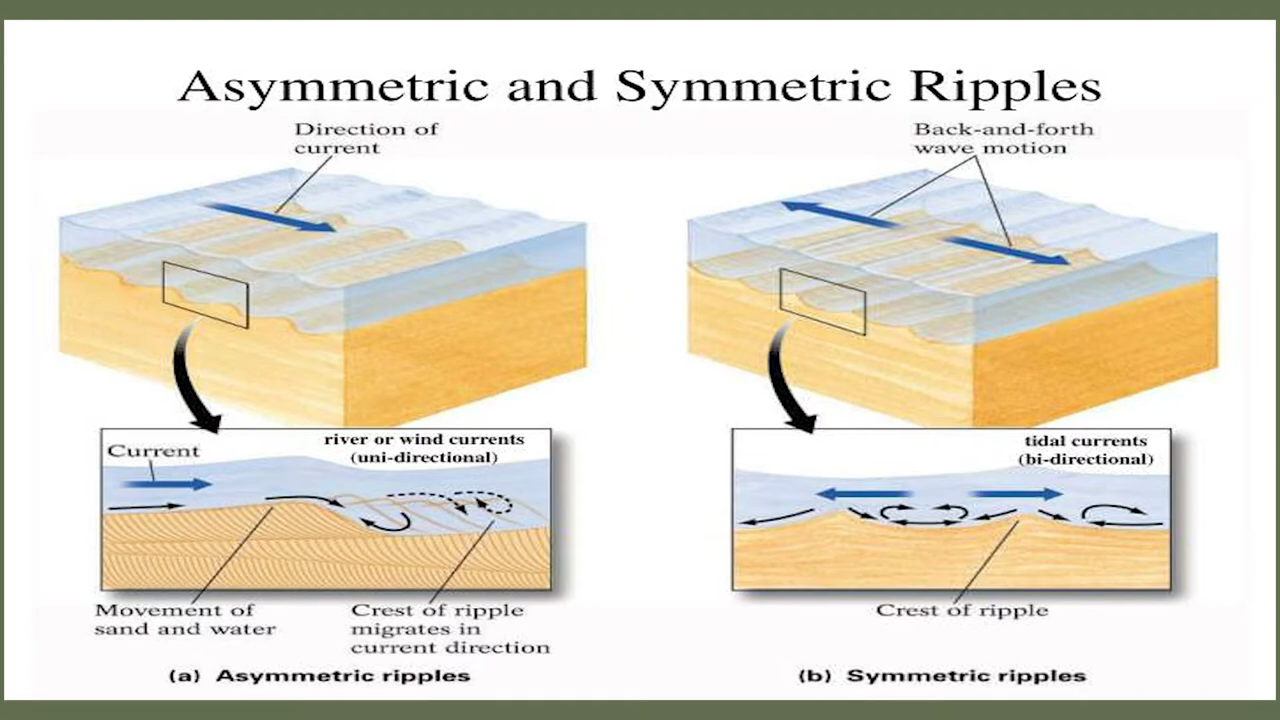 Asymmetric and Symmetric Ripples
Direction of
current
Current
river or wind currents
(uni-directional)
Movement of
sand and water
Crest of ripple
migrates in
current direction
(a) Asymmetric ripples
Back-and-forth
wave motion
tidal currents
(bi-directional)
Crest of ripple
(b) Symmetric ripples